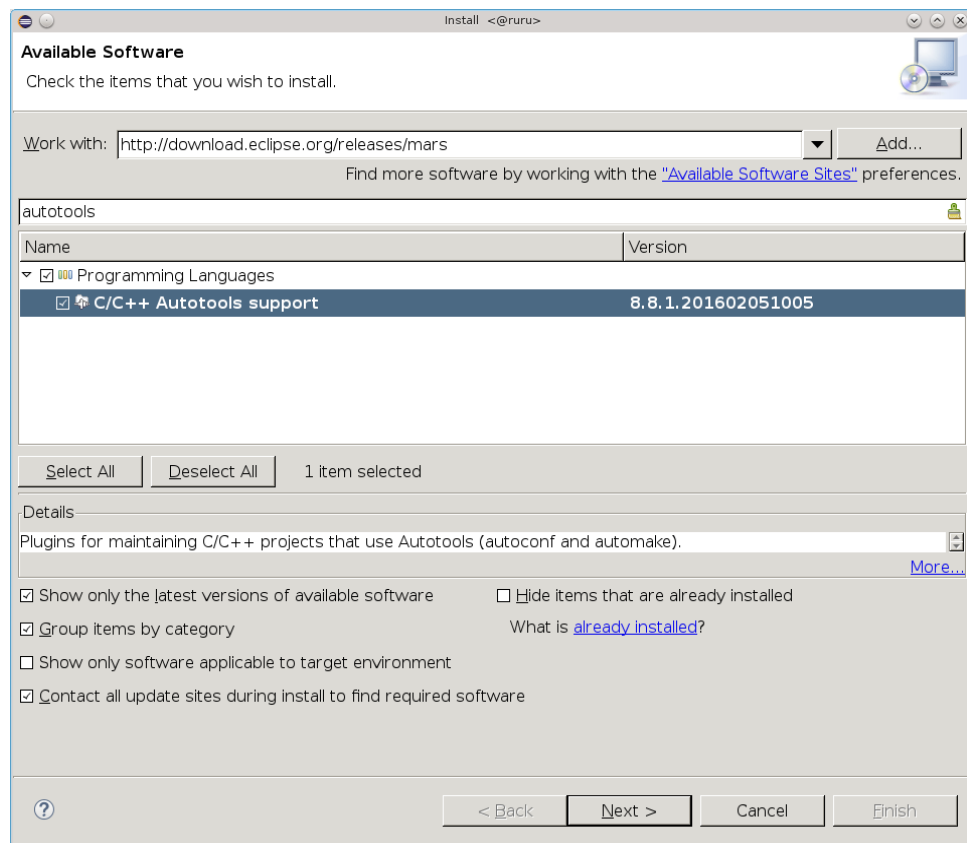 Install <@ruru>
Available Software
Check the items that you wish to install.
Work with: http://download.eclipse.org/releases/mars Add...
Find more software by working with the "Available Software Sites" preferences.
autotools
Name Version
Programming Languages
C/C++ Autotools support 8.8.1.201602051005
Select All Deselect All 1 item selected
Details
Plugins for maintaining C/C++ projects that use Autotools (autoconf and automake).
More...
Show only the latest versions of available software Hide items that are already installed
Group items by category What is already installed?
Show only software applicable to target environment
Contact all update sites during install to find required software
? < Back Next > Cancel Finish